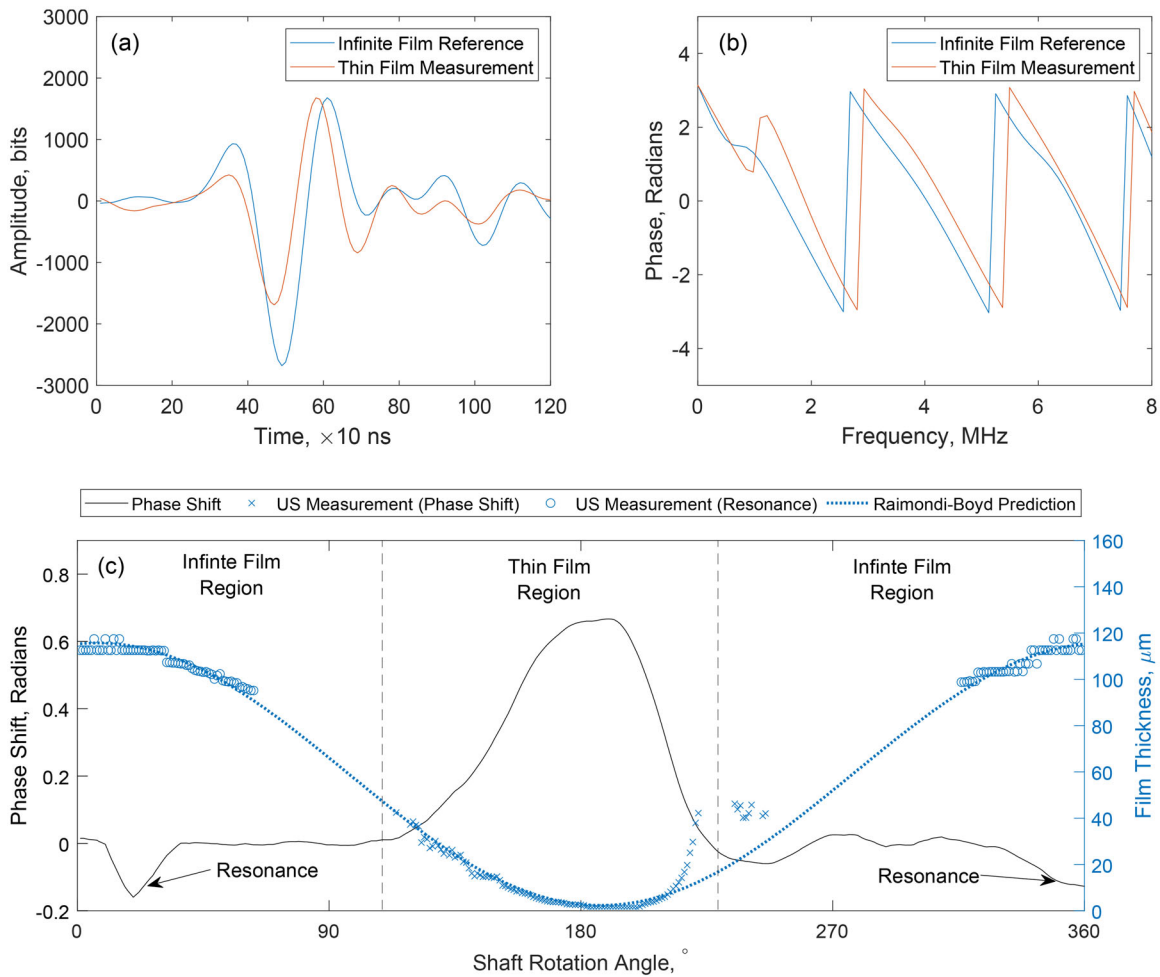 (a)
Infinite Film Reference
Thin Film Measurement
3000
2000
1000
0
-1000
-2000
-3000
Amplitude, bits
0 20 40 60 80 100 120
Time, ×10 ns
(b)
Infinite Film Reference
Thin Film Measurement
4
2
0
-2
-4
Phase, Radians
0 2 4 6 8
Frequency, MHz
Phase Shift US Measurement (Phase Shift) US Measurement (Resonance) Raimondi-Boyd Prediction
(c)
Infinte Film
Region
Thin Film
Region
Infinte Film
Region
0.8
0.6
0.4
0.2
0
-0.2
Phase Shift, Radians
Resonance
Resonance
160
140
120
100
80
60
40
20
0
Film Thickness, μm
0 90 180 270 360
Shaft Rotation Angle, °